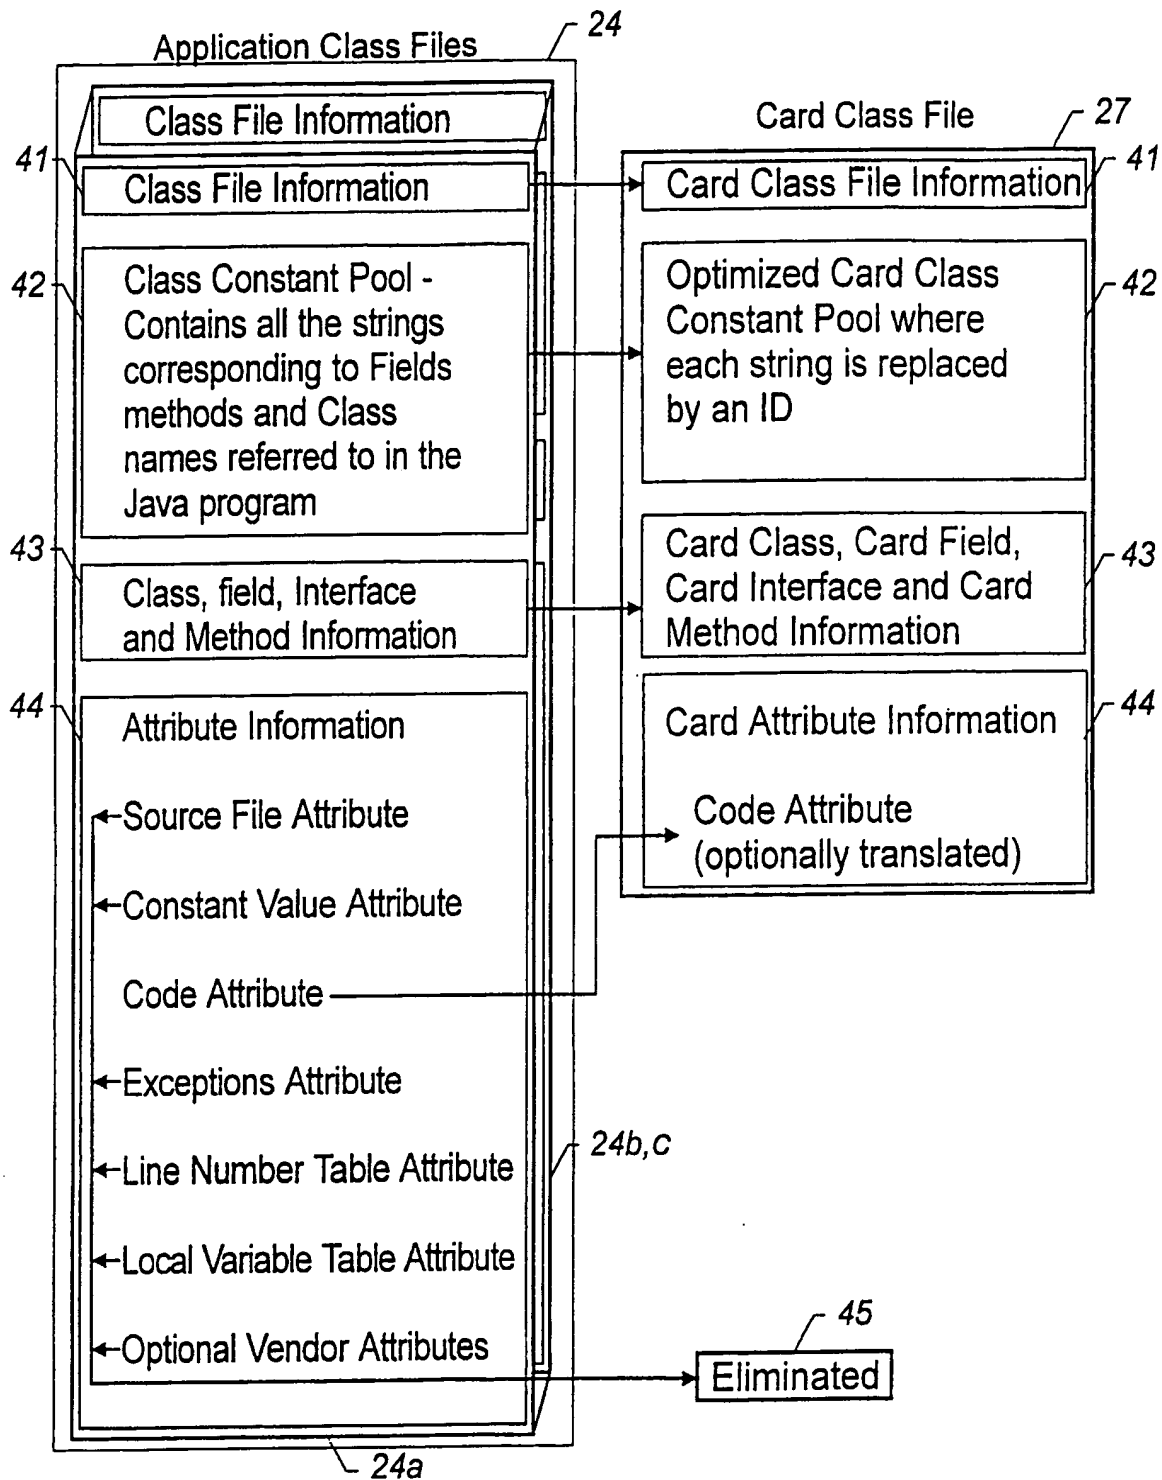 Application Class Files
24
Class File Information
41
Class File Information
42
Class Constant Pool -
Contains all the strings
corresponding to Fields
methods and Class
names referred to in the
Java program
43
Class, field, Interface
and Method Information
44
Attribute Information
Source File Attribute
Constant Value Attribute
Code Attribute
Exceptions Attribute
Line Number Table Attribute
Local Variable Table Attribute
Optional Vendor Attributes
24b,c
24a
Card Class File
27
Card Class File Information
41
Optimized Card Class
Constant Pool where
each string is replaced
by an ID
42
Card Class, Card Field,
Card Interface and Card
Method Information
43
Card Attribute Information
44
Code Attribute
(optionally translated)
45
Eliminated